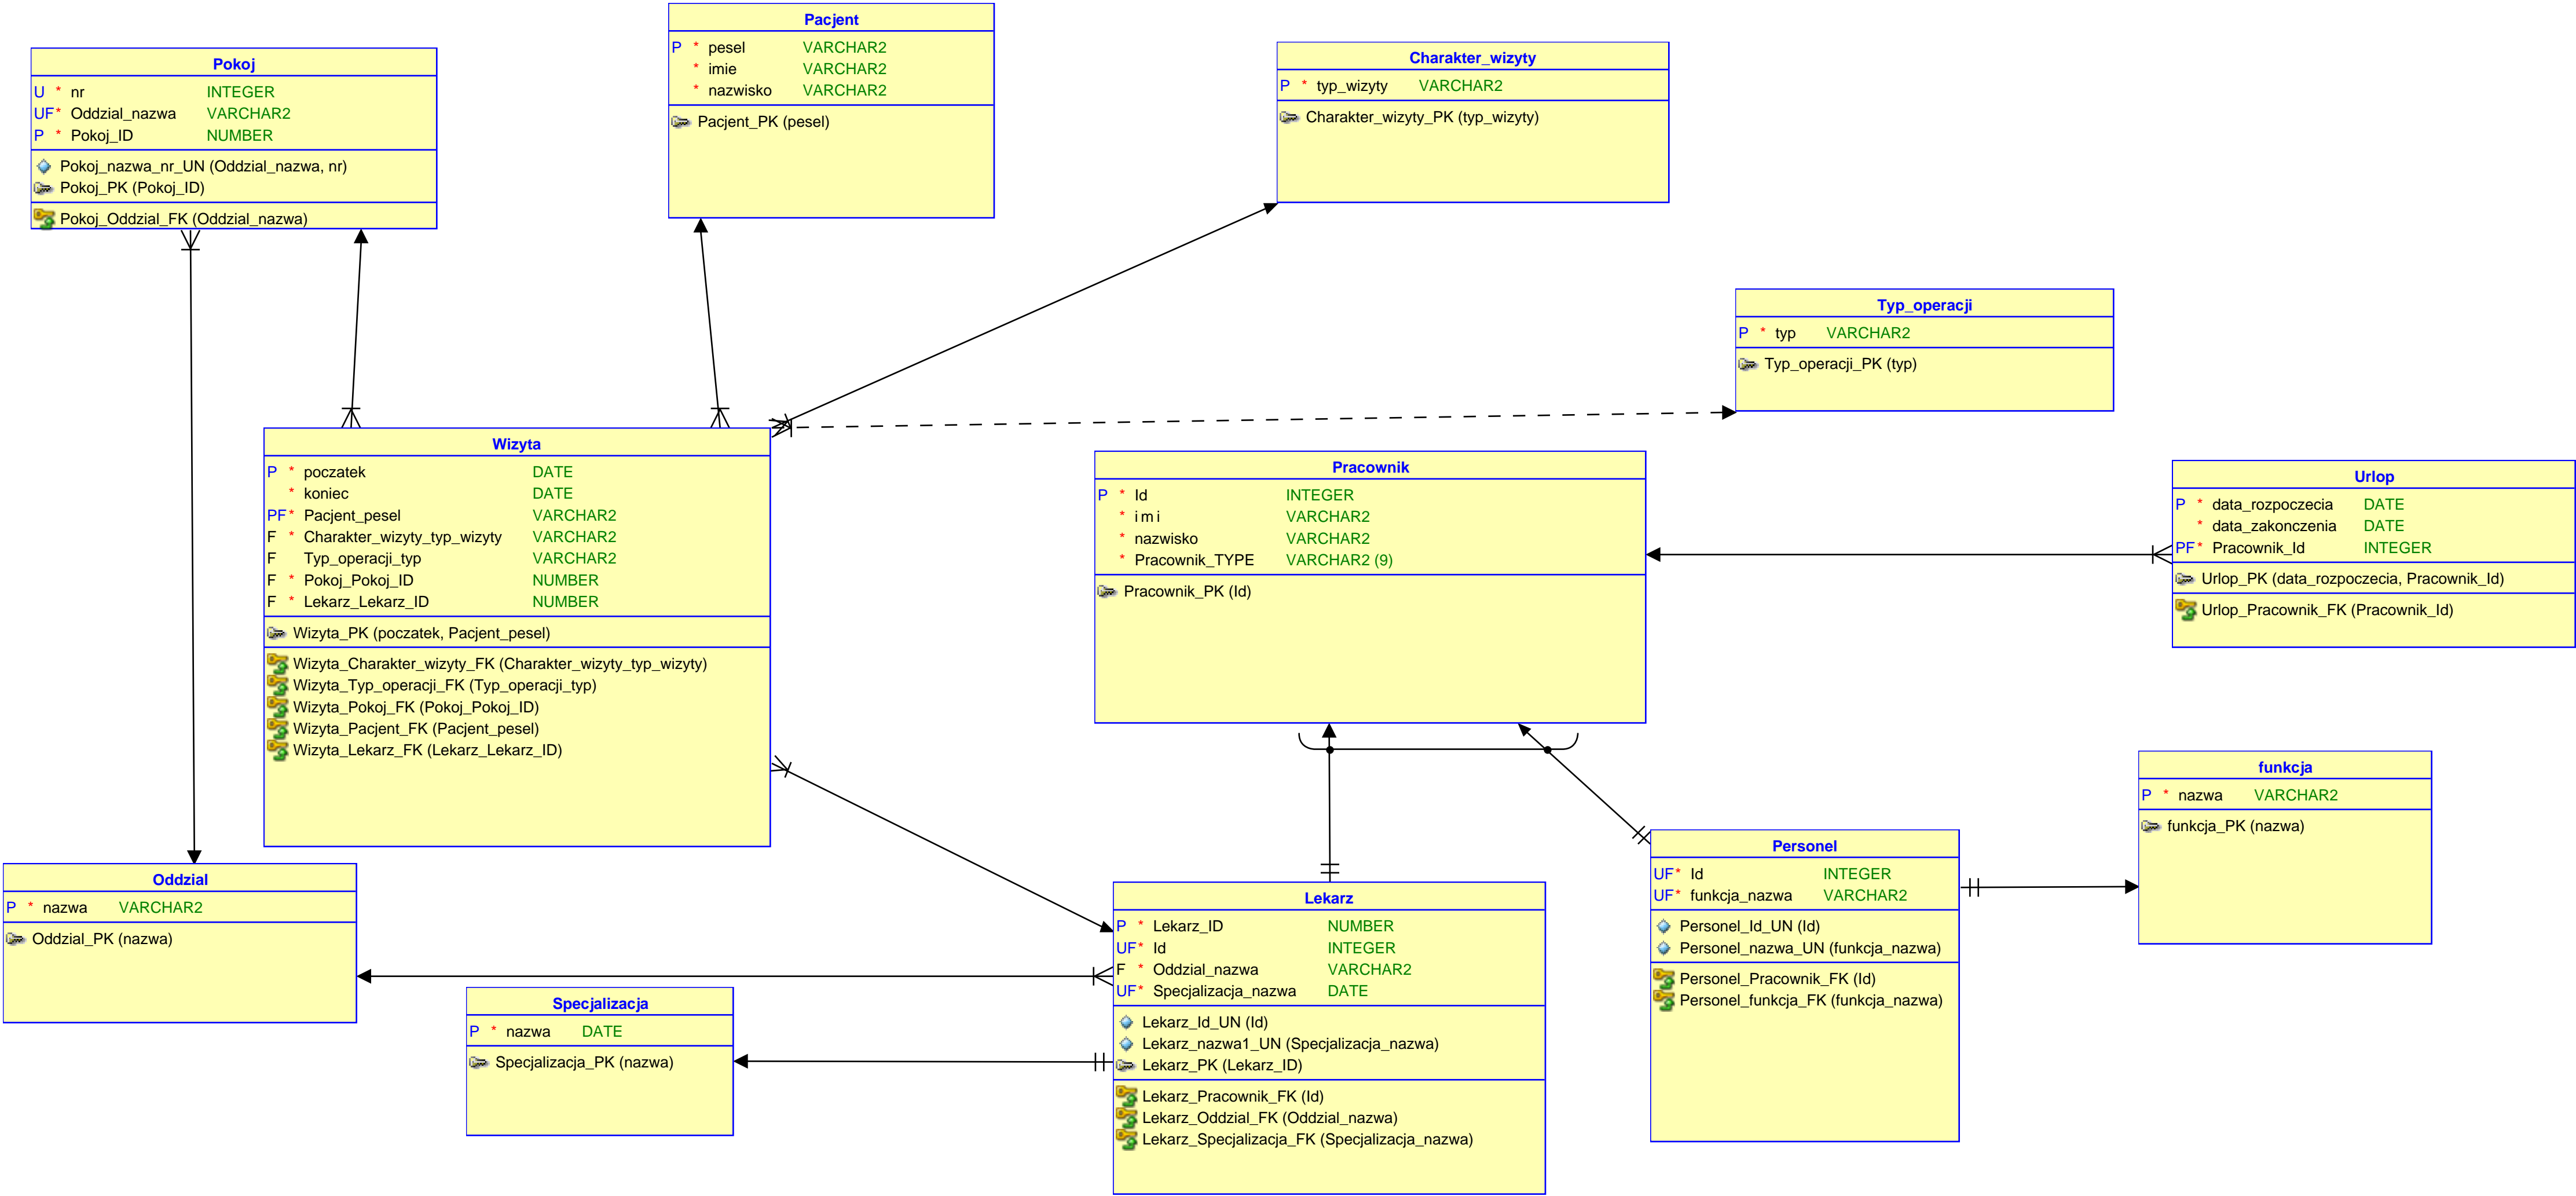 Pokoj
U * nr INTEGER
UF* Oddzial_nazwa VARCHAR2
P * Pokoj_ID NUMBER
Pokoj_nazwa_nr_UN (Oddzial_nazwa, nr)
Pokoj_PK (Pokoj_ID)
Pokoj_Oddzial_FK (Oddzial_nazwa)
Pacjent
P * pesel VARCHAR2
* imie VARCHAR2
* nazwisko VARCHAR2
Pacjent_PK (pesel)
Charakter_wizyty
P * typ_wizyty VARCHAR2
Charakter_wizyty_PK (typ_wizyty)
Typ_operacji
P * typ VARCHAR2
Typ_operacji_PK (typ)
Wizyta
P * poczatek DATE
* koniec DATE
PF* Pacjent_pesel VARCHAR2
F * Charakter_wizyty_typ_wizyty VARCHAR2
F Typ_operacji_typ VARCHAR2
F * Pokoj_Pokoj_ID NUMBER
F * Lekarz_Lekarz_ID NUMBER
Wizyta_PK (poczatek, Pacjent_pesel)
Wizyta_Charakter_wizyty_FK (Charakter_wizyty_typ_wizyty)
Wizyta_Typ_operacji_FK (Typ_operacji_typ)
Wizyta_Pokoj_FK (Pokoj_Pokoj_ID)
Wizyta_Pacjent_FK (Pacjent_pesel)
Wizyta_Lekarz_FK (Lekarz_Lekarz_ID)
Pracownik
P * Id INTEGER
* imi VARCHAR2
* nazwisko VARCHAR2
* Pracownik_TYPE VARCHAR2 (9)
Pracownik_PK (Id)
Urlop
P * data_rozpoczecia DATE
* data_zakonczenia DATE
PF* Pracownik_Id INTEGER
Urlop_PK (data_rozpoczecia, Pracownik_Id)
Urlop_Pracownik_FK (Pracownik_Id)
funkcja
P * nazwa VARCHAR2
funkcja_PK (nazwa)
Personel
UF* Id INTEGER
UF* funkcja_nazwa VARCHAR2
Personel_Id_UN (Id)
Personel_nazwa_UN (funkcja_nazwa)
Personel_Pracownik_FK (Id)
Personel_funkcja_FK (funkcja_nazwa)
Oddzial
P * nazwa VARCHAR2
Oddzial_PK (nazwa)
Lekarz
P * Lekarz_ID NUMBER
UF* Id INTEGER
F * Oddzial_nazwa VARCHAR2
UF* Specjalizacja_nazwa DATE
Lekarz_Id_UN (Id)
Lekarz_nazwa1_UN (Specjalizacja_nazwa)
Lekarz_PK (Lekarz_ID)
Lekarz_Pracownik_FK (Id)
Lekarz_Oddzial_FK (Oddzial_nazwa)
Lekarz_Specjalizacja_FK (Specjalizacja_nazwa)
Specjalizacja
P * nazwa DATE
Specjalizacja_PK (nazwa)